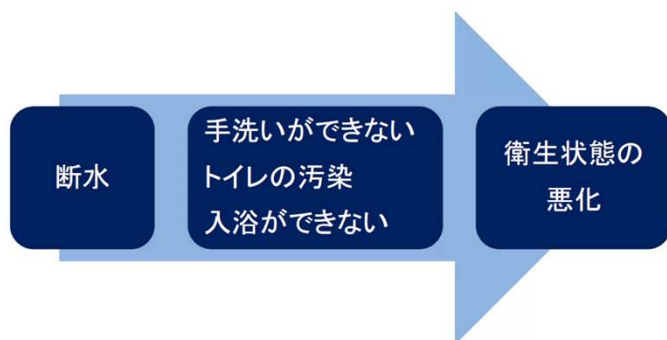 断水
手洗いができない
トイレの汚染
入浴ができない
衛生状態の
悪化